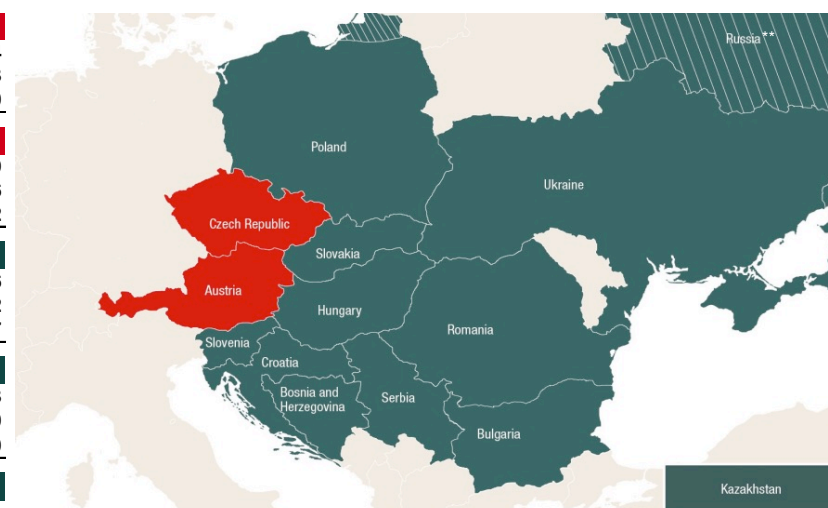 Russia**
Poland
Ukraine
Czech Republic
Slovakia
Austria
Hungary
Romania
Slovenia
Croatia
Bosnia and
Herzegovina
Serbia
Bulgaria
Kazakhstan